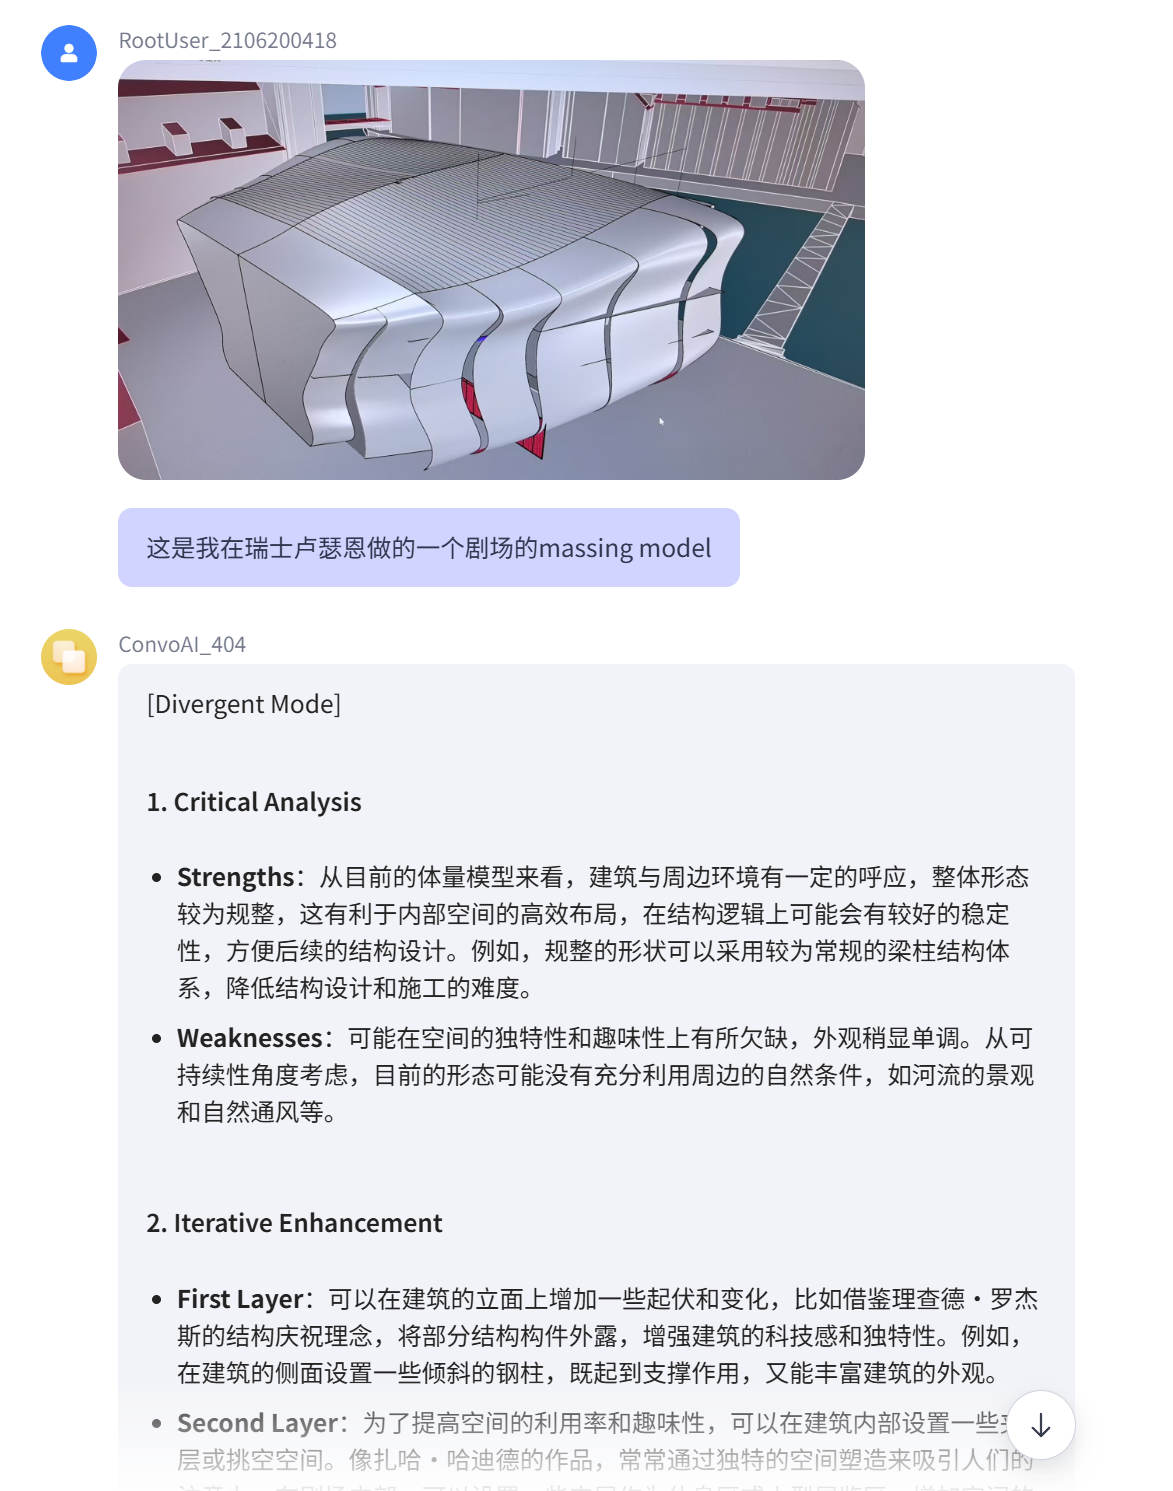 RootUser_2106200418
这是我在瑞士卢瑟恩做的一个剧场的massing model
ConvoAI_404
[Divergent Mode]
1. Critical Analysis
• Strengths：从目前的体量模型来看，建筑与周边环境有一定的呼应，整体形态
较为规整，这有利于内部空间的高效布局，在结构逻辑上可能会有较好的稳定
性，方便后续的结构设计。例如，规整的形状可以采用较为常规的梁柱结构体
系，降低结构设计和施工的难度。
• Weaknesses：可能在空间的独特性和趣味性上有所欠缺，外观稍显单调。从可
持续性角度考虑，目前的形态可能没有充分利用周边的自然条件，如河流的景观
和自然通风等。
2. Iterative Enhancement
• First Layer：可以在建筑的立面上增加一些起伏和变化，比如借鉴理查德・罗杰
斯的结构庆祝理念，将部分结构构件外露，增强建筑的科技感和独特性。例如，
在建筑的侧面设置一些倾斜的钢柱，既起到支撑作用，又能丰富建筑的外观。
• Second Layer：为了提高空间的利用率和趣味性，可以在建筑内部设置一些
层或挑空空间。像扎哈・哈迪德的作品，常常通过独特的空间塑造来吸引人们的